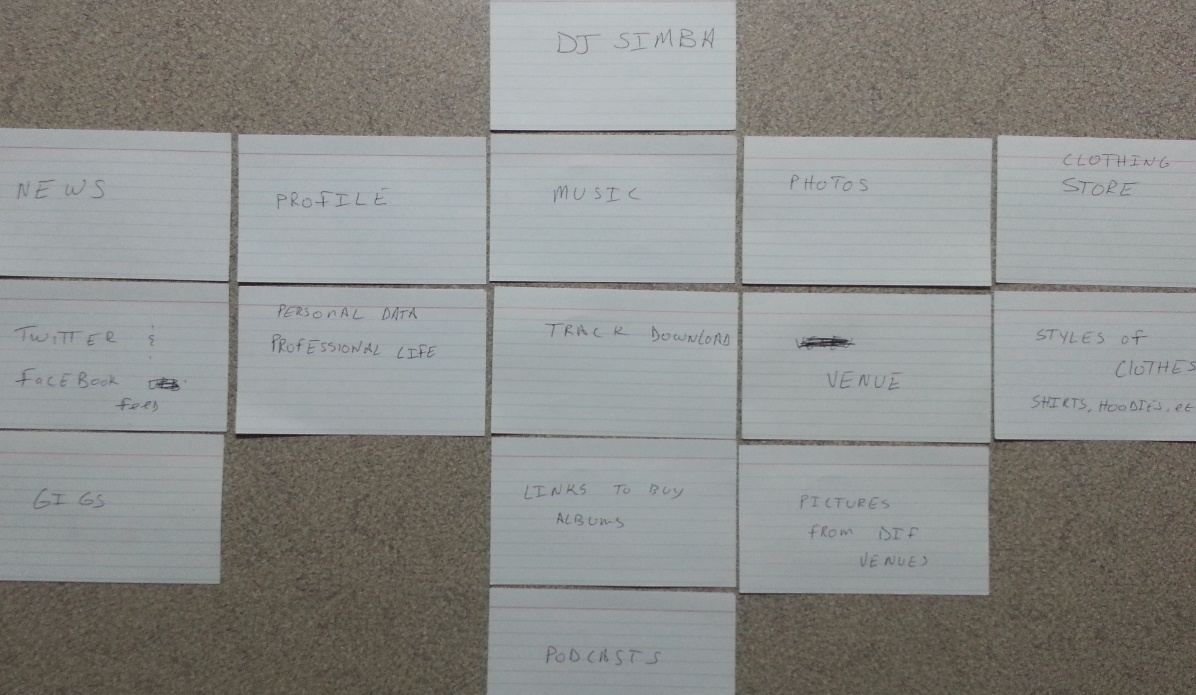 DJ SIMBA
NEWS
PROFILE
MUSIC
PHOTOS
CLOTHING
STORE
TWITTER &
FACEBOOK
FEED
PERSONAL DATA
PROFESSIONAL LIFE
TRACK DOWNLOAD
VENUE
STYLES OF
CLOTHES
SHIRTS, HOODIES, et
GIGS
LINKS TO BUY
ALBUMS
PICTURES
FROM DIF
VENUES
PODCASTS